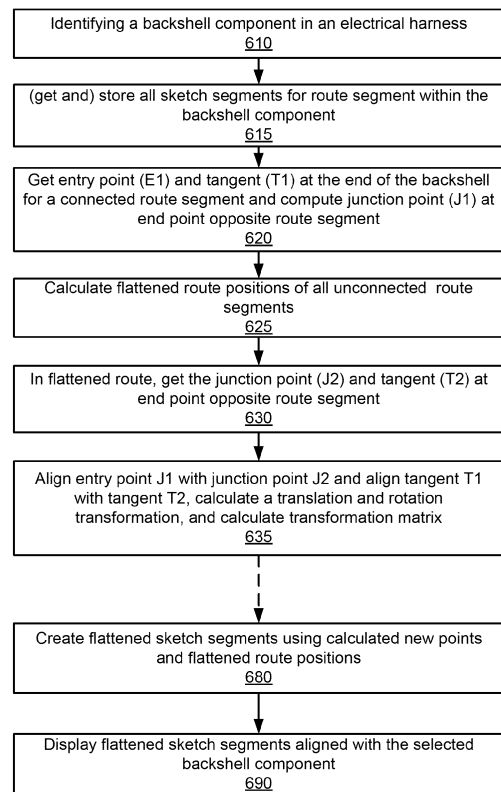 Identifying a backshell component in an electrical harness
610
(get and) store all sketch segments for route segment within the
backshell component
615
Get entry point (E1) and tangent (T1) at the end of the backshell
for a connected route segment and compute junction point (J1) at
end point opposite route segment
620
Calculate flattened route positions of all unconnected route
segments
625
In flattened route, get the junction point (J2) and tangent (T2) at
end point opposite route segment
630
Align entry point J1 with junction point J2 and align tangent T1
with tangent T2, calculate a translation and rotation
transformation, and calculate transformation matrix
635
Create flattened sketch segments using calculated new points
and flattened route positions
680
Display flattened sketch segments aligned with the selected
backshell component
690